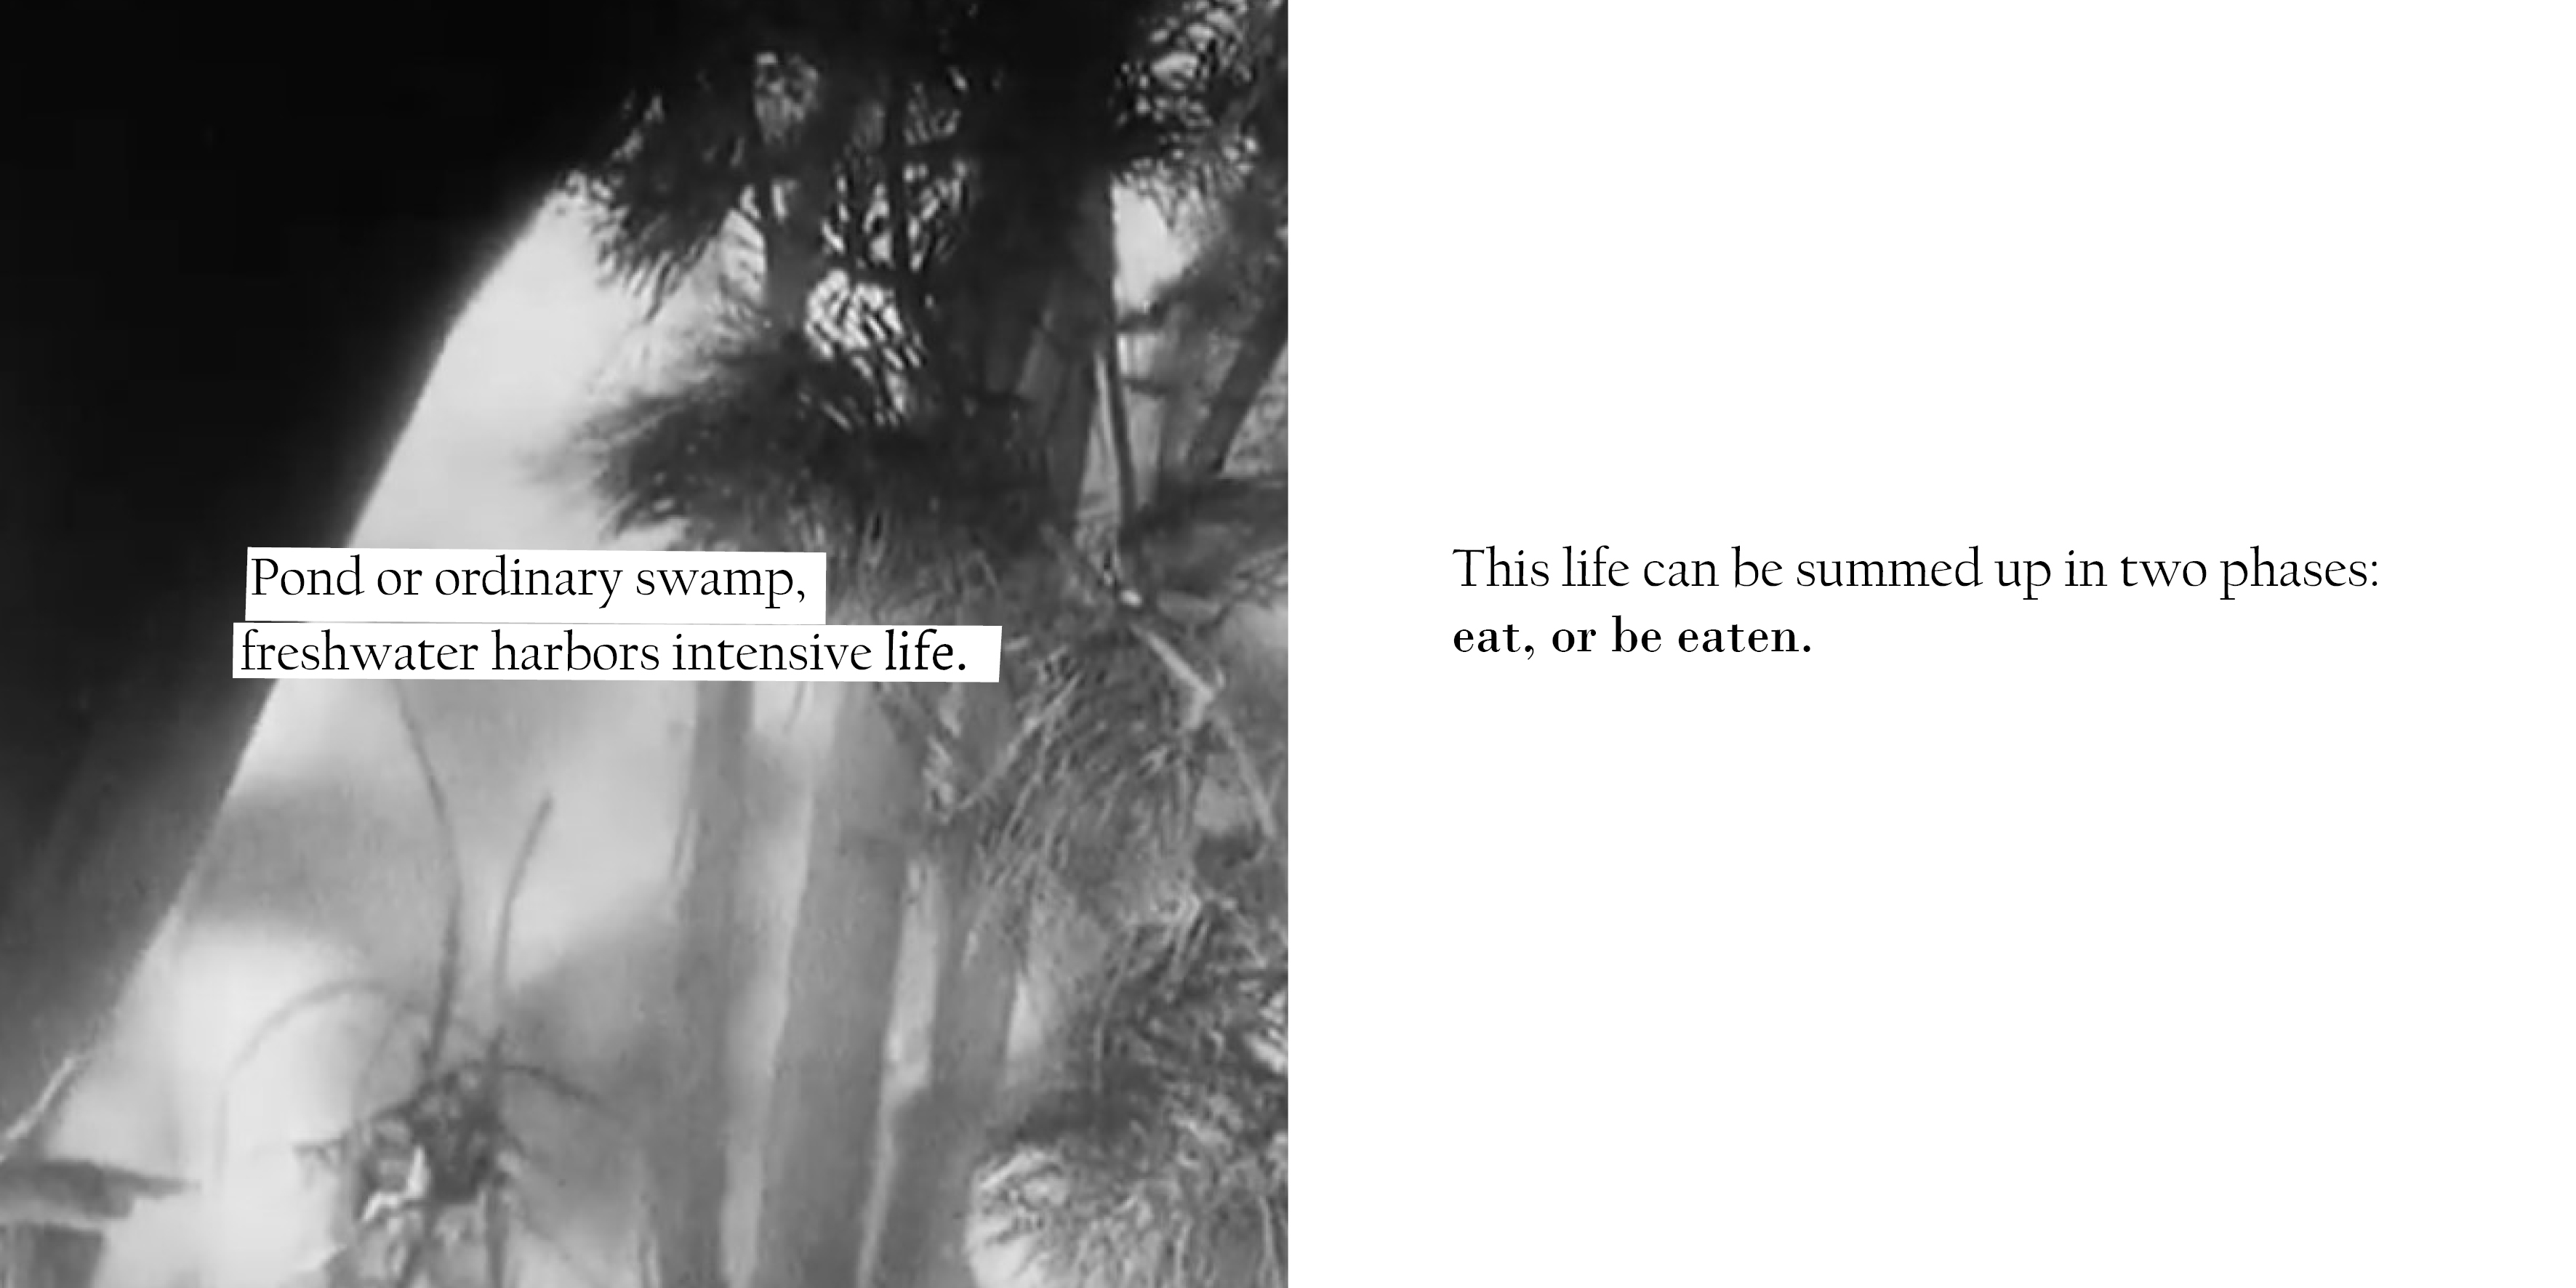 Pond or ordinary swamp,
freshwater harbors intensive life.
This life can be summed up in two phases:
eat, or be eaten.